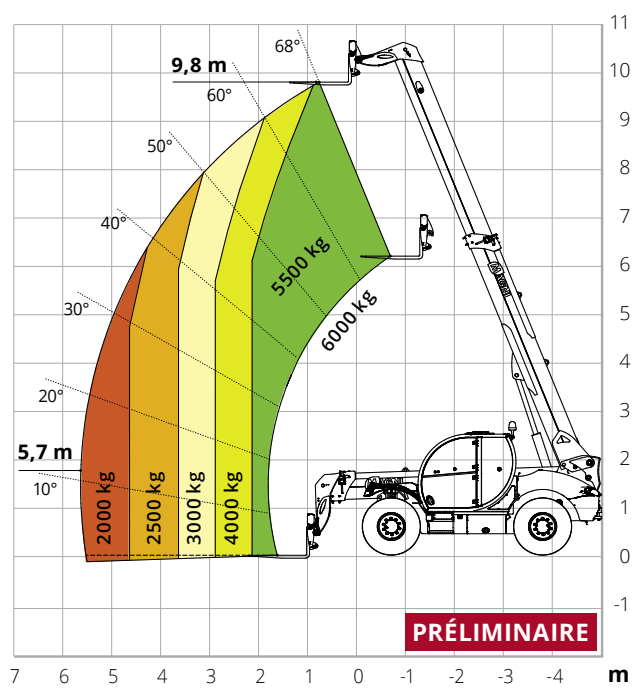 11
68°
9,8 m
10
60°
9
50°
8
40°
7
5500 kg
6
6000 kg
30°
5
4
20°
3
5,7 m
2
10°
2000 kg
2500 kg
3000 kg
4000 kg
1
0
-1
PRÉLIMINAIRE
7 6 5 4 3 2 1 0 -1 -2 -3 -4 m